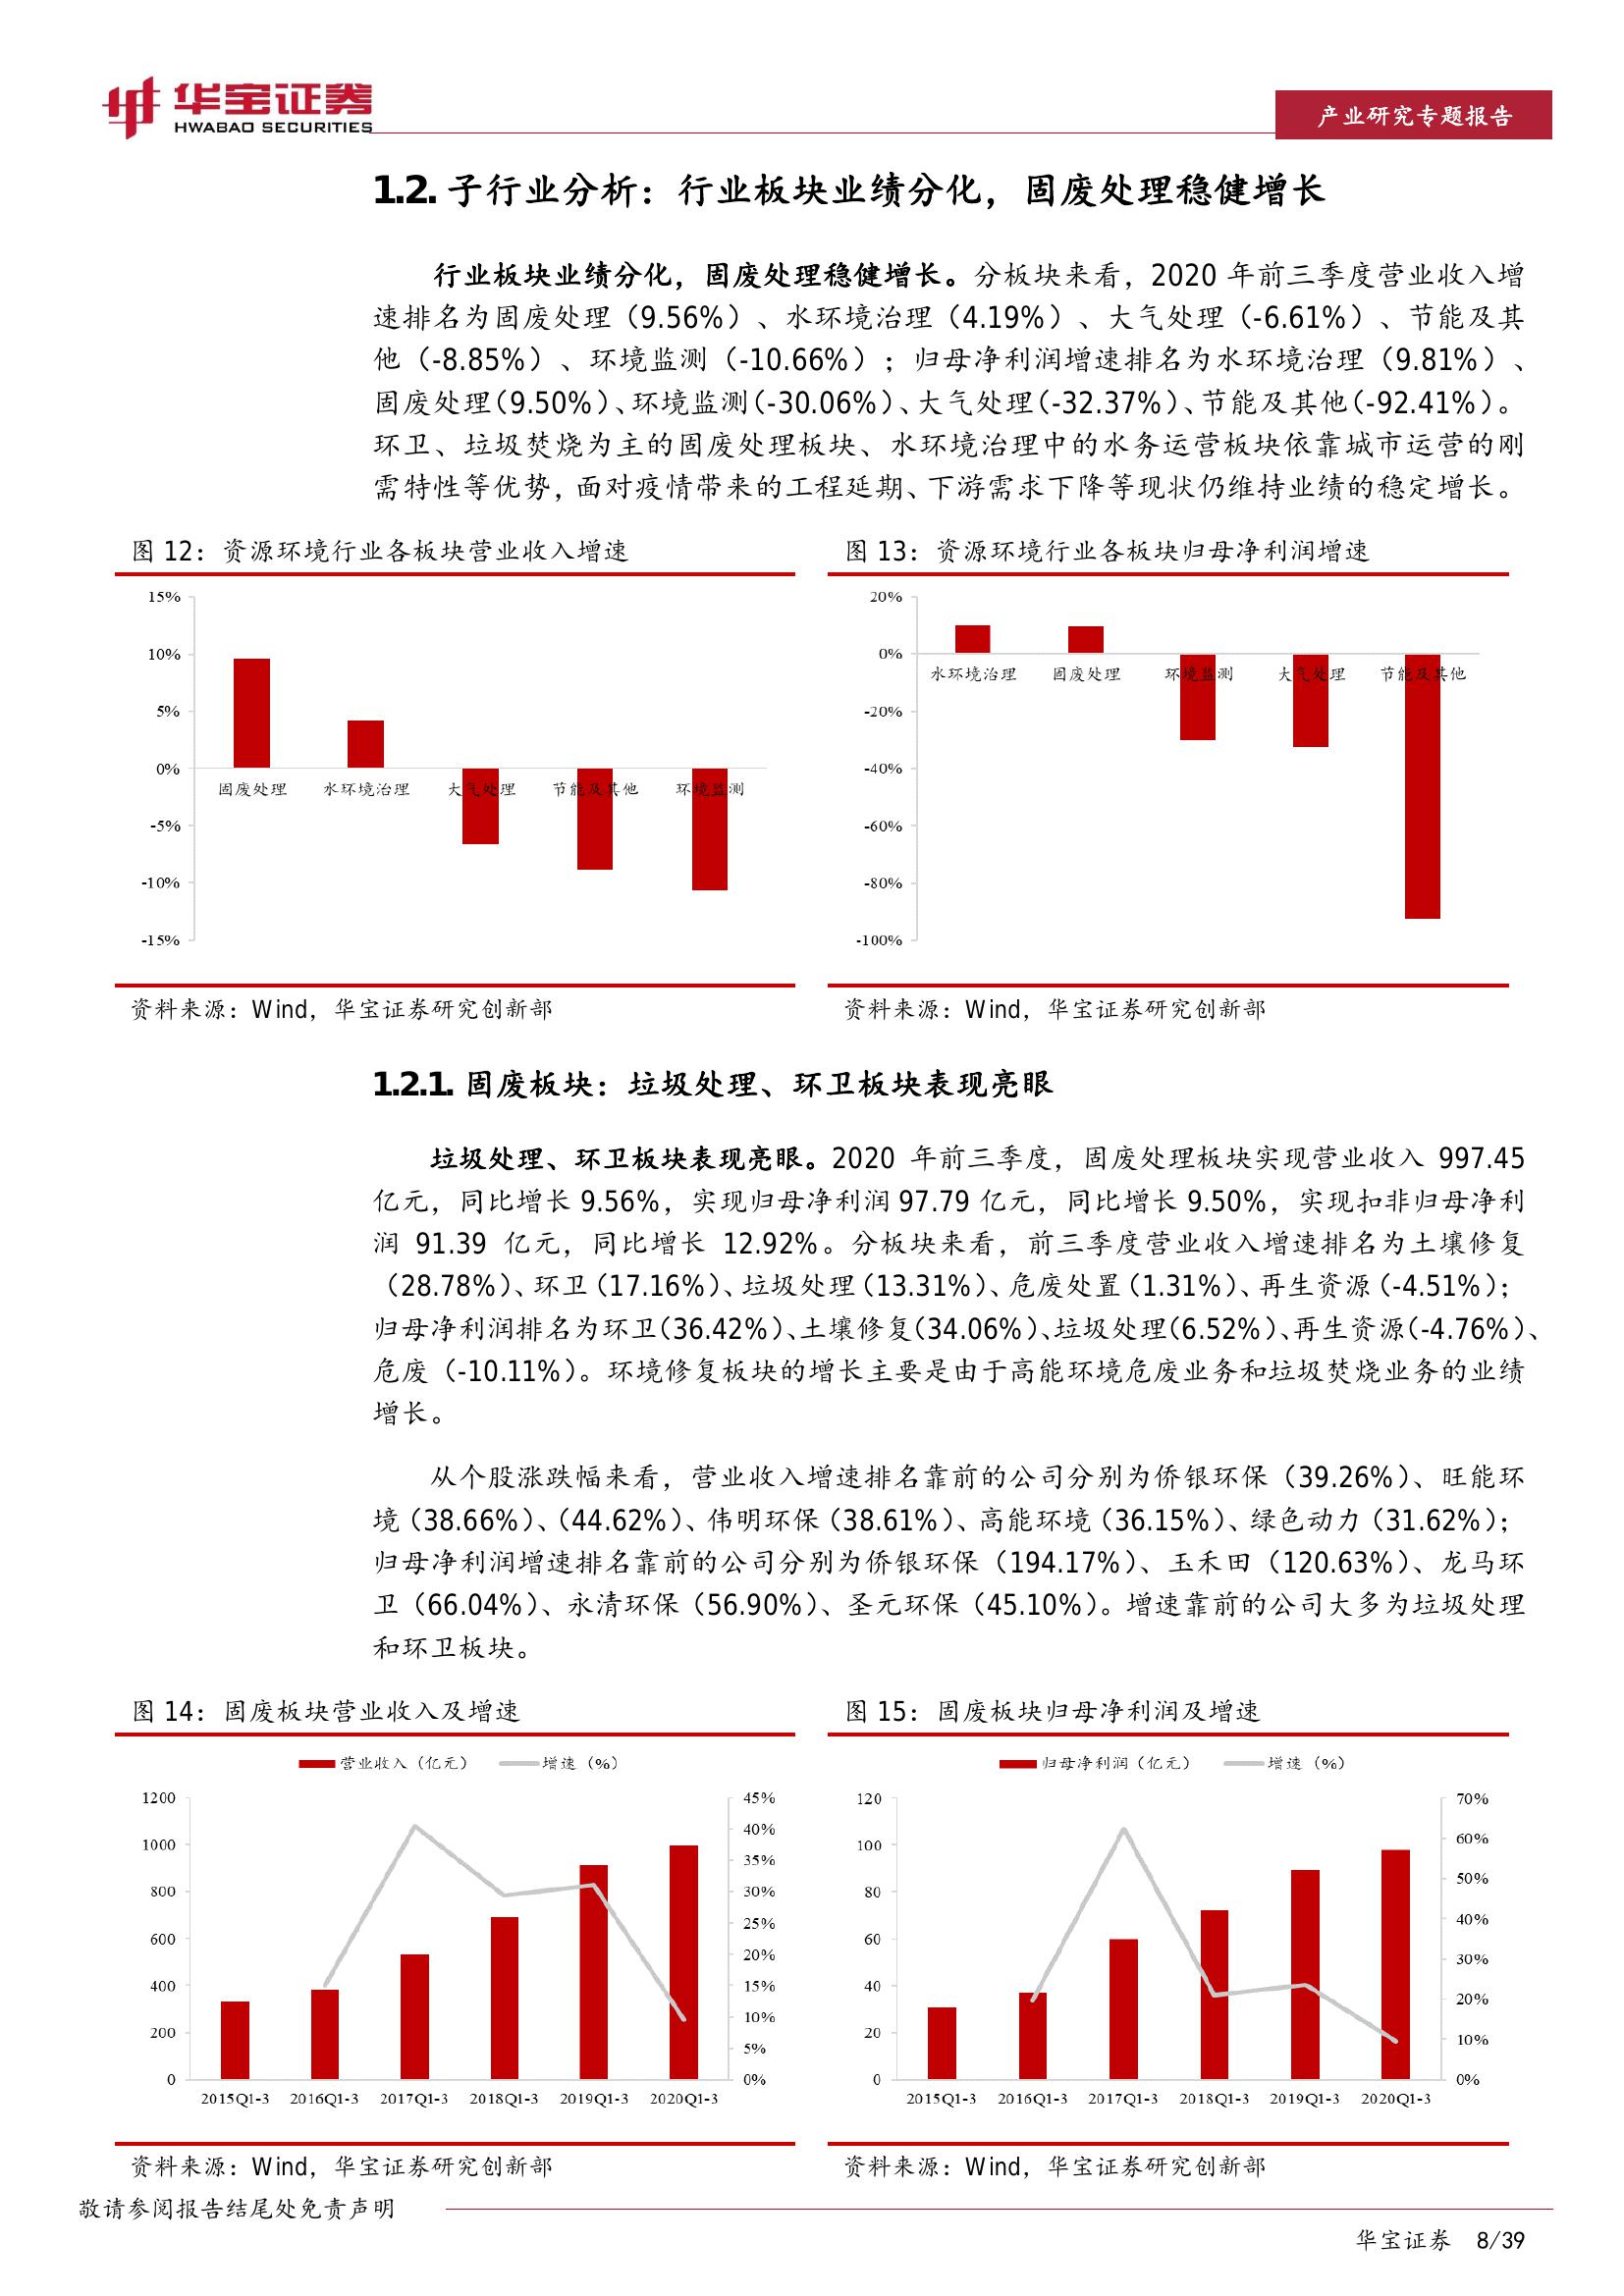 华宝证券
HWABAO SECURITIES
产业研究专题报告
1.2. 子行业分析：行业板块业绩分化，固废处理稳健增长
行业板块业绩分化，固废处理稳健增长。分板块来看，2020 年前三季度营业收入增
速排名为固废处理（9.56%）、水环境治理（4.19%）、大气处理（-6.61%）、节能及其
他（-8.85%）、环境监测（-10.66%）；归母净利润增速排名为水环境治理（9.81%）、
固废处理（9.50%）、环境监测（-30.06%）、大气处理（-32.37%）、节能及其他（-92.41%）。
环卫、垃圾焚烧为主的固废处理板块、水环境治理中的水务运营板块依靠城市运营的刚
需特性等优势，面对疫情带来的工程延期、下游需求下降等现状仍维持业绩的稳定增长。
图 12：资源环境行业各板块营业收入增速
15%
10%
5%
0%
-5%
-10%
-15%
固废处理 水环境治理 大气处理 节能及其他 环境监测
资料来源：Wind，华宝证券研究创新部
图 13：资源环境行业各板块归母净利润增速
20%
0%
-20%
-40%
-60%
-80%
-100%
水环境治理 固废处理 环境监测 大气处理 节能及其他
资料来源：Wind，华宝证券研究创新部
1.2.1. 固废板块：垃圾处理、环卫板块表现亮眼
垃圾处理、环卫板块表现亮眼。2020 年前三季度，固废处理板块实现营业收入 997.45
亿元，同比增长 9.56%，实现归母净利润 97.79 亿元，同比增长 9.50%，实现扣非归母净利
润 91.39 亿元，同比增长 12.92%。分板块来看，前三季度营业收入增速排名为土壤修复
（28.78%）、环卫（17.16%）、垃圾处理（13.31%）、危废处置（1.31%）、再生资源（-4.51%）；
归母净利润排名为环卫（36.42%）、土壤修复（34.06%）、垃圾处理（6.52%）、再生资源（-4.76%）、
危废（-10.11%）。环境修复板块的增长主要是由于高能环境危废业务和垃圾焚烧业务的业绩
增长。
从个股涨跌幅来看，营业收入增速排名靠前的公司分别为侨银环保（39.26%）、旺能环
境（38.66%）、（44.62%）、伟明环保（38.61%）、高能环境（36.15%）、绿色动力（31.62%）；
归母净利润增速排名靠前的公司分别为侨银环保（194.17%）、玉禾田（120.63%）、龙马环
卫（66.04%）、永清环保（56.90%）、圣元环保（45.10%）。增速靠前的公司大多为垃圾处理
和环卫板块。
图 14：固废板块营业收入及增速
营业收入（亿元） 增速（%）
1200
1000
800
600
400
200
0
45%
40%
35%
30%
25%
20%
15%
10%
5%
0%
2015Q1-3 2016Q1-3 2017Q1-3 2018Q1-3 2019Q1-3 2020Q1-3
资料来源：Wind，华宝证券研究创新部
图 15：固废板块归母净利润及增速
归母净利润（亿元） 增速（%）
120
100
80
60
40
20
0
70%
60%
50%
40%
30%
20%
10%
0%
2015Q1-3 2016Q1-3 2017Q1-3 2018Q1-3 2019Q1-3 2020Q1-3
资料来源：Wind，华宝证券研究创新部
敬请参阅报告结尾处免责声明
华宝证券 8/39